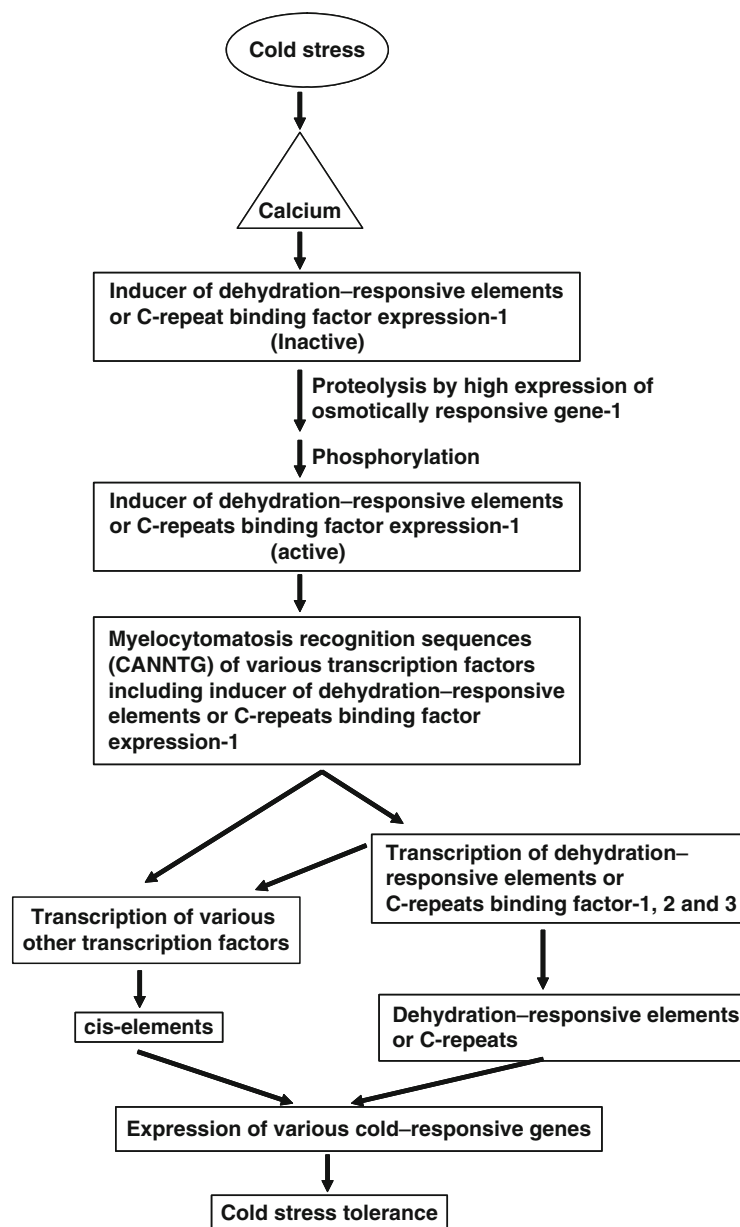 Cold stress
Calcium
Inducer of dehydration–responsive elements
or C-repeat binding factor expression-1
(Inactive)
Proteolysis by high expression of
osmotically responsive gene-1
Phosphorylation
Inducer of dehydration–responsive elements
or C-repeats binding factor expression-1
(active)
Myelocytomatosis recognition sequences
(CANNTG) of various transcription factors
including inducer of dehydration–responsive
elements or C-repeats binding factor
expression-1
Transcription of dehydration–
responsive elements or
C-repeats binding factor-1, 2 and 3
Transcription of various
other transcription factors
cis-elements
Dehydration–responsive elements
or C-repeats
Expression of various cold–responsive genes
Cold stress tolerance